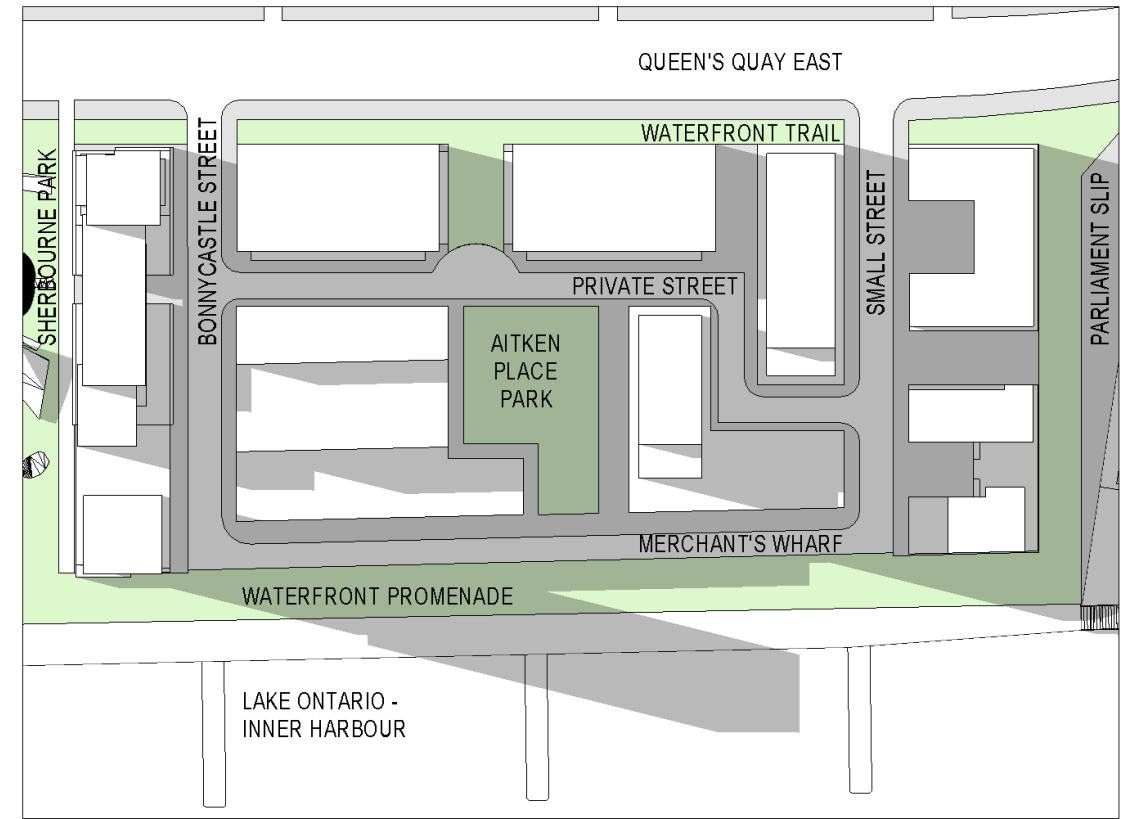 QUEEN'S QUAY EAST
WATERFRONT TRAIL
SHERBOURNE PARK
BONNYCASTLE STREET
SMALL STREET
PARLIAMENT SLIP
PRIVATE STREET
AITKEN
PLACE
PARK
MERCHANT'S WHARF
WATERFRONT PROMENADE
LAKE ONTARIO -
INNER HARBOUR